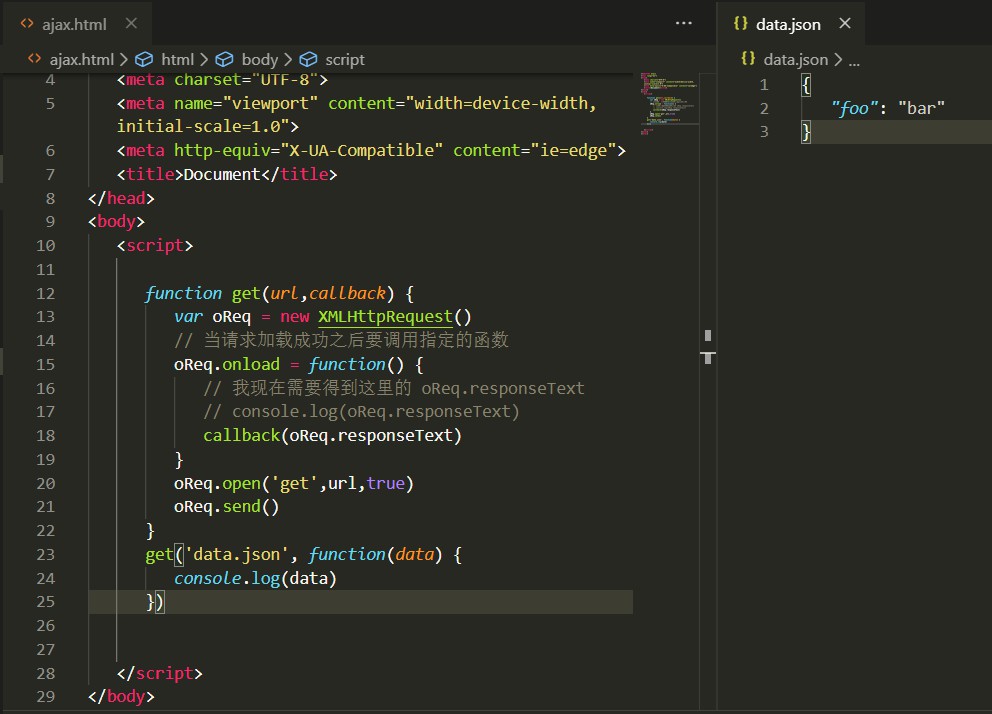 ajax.html
data.json
ajax.html > html > body > script
data.json > ...
4 <meta charset="UTF-8">
5 <meta name="viewport" content="width=device-width,
initial-scale=1.0">
6 <meta http-equiv="X-UA-Compatible" content="ie=edge">
7 <title>Document</title>
8 </head>
9 <body>
10 <script>
11
12 function get(url,callback) {
13 var oReq = new XMLHttpRequest()
14 // 当请求加载成功之后要调用指定的函数
15 oReq.onload = function() {
16 // 我现在需要得到这里的 oReq.responseText
17 // console.log(oReq.responseText)
18 callback(oReq.responseText)
19 }
20 oReq.open('get',url,true)
21 oReq.send()
22 }
23 get('data.json', function(data) {
24 console.log(data)
25 })
26
27
28 </script>
29 </body>
1 {
2 "foo": "bar"
3 }